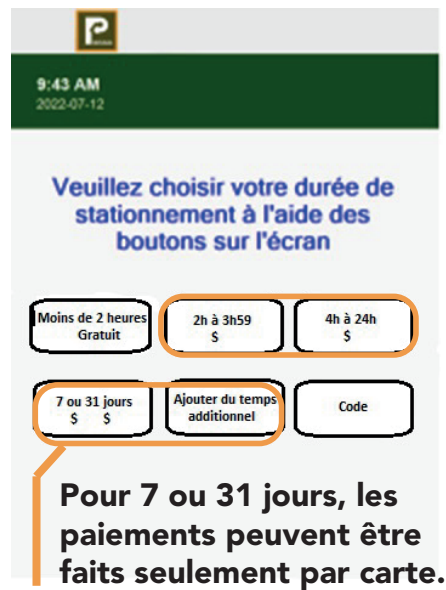 P
9:43 AM
2022-07-12
Veuillez choisir votre durée de
stationnement à l'aide des
boutons sur l'écran
Moins de 2 heures
Gratuit
2h à 3h59
$
4h à 24h
$
7 ou 31 jours
$ $
Ajouter du temps
additionnel
Code
Pour 7 ou 31 jours, les
paiements peuvent être
faits seulement par carte.